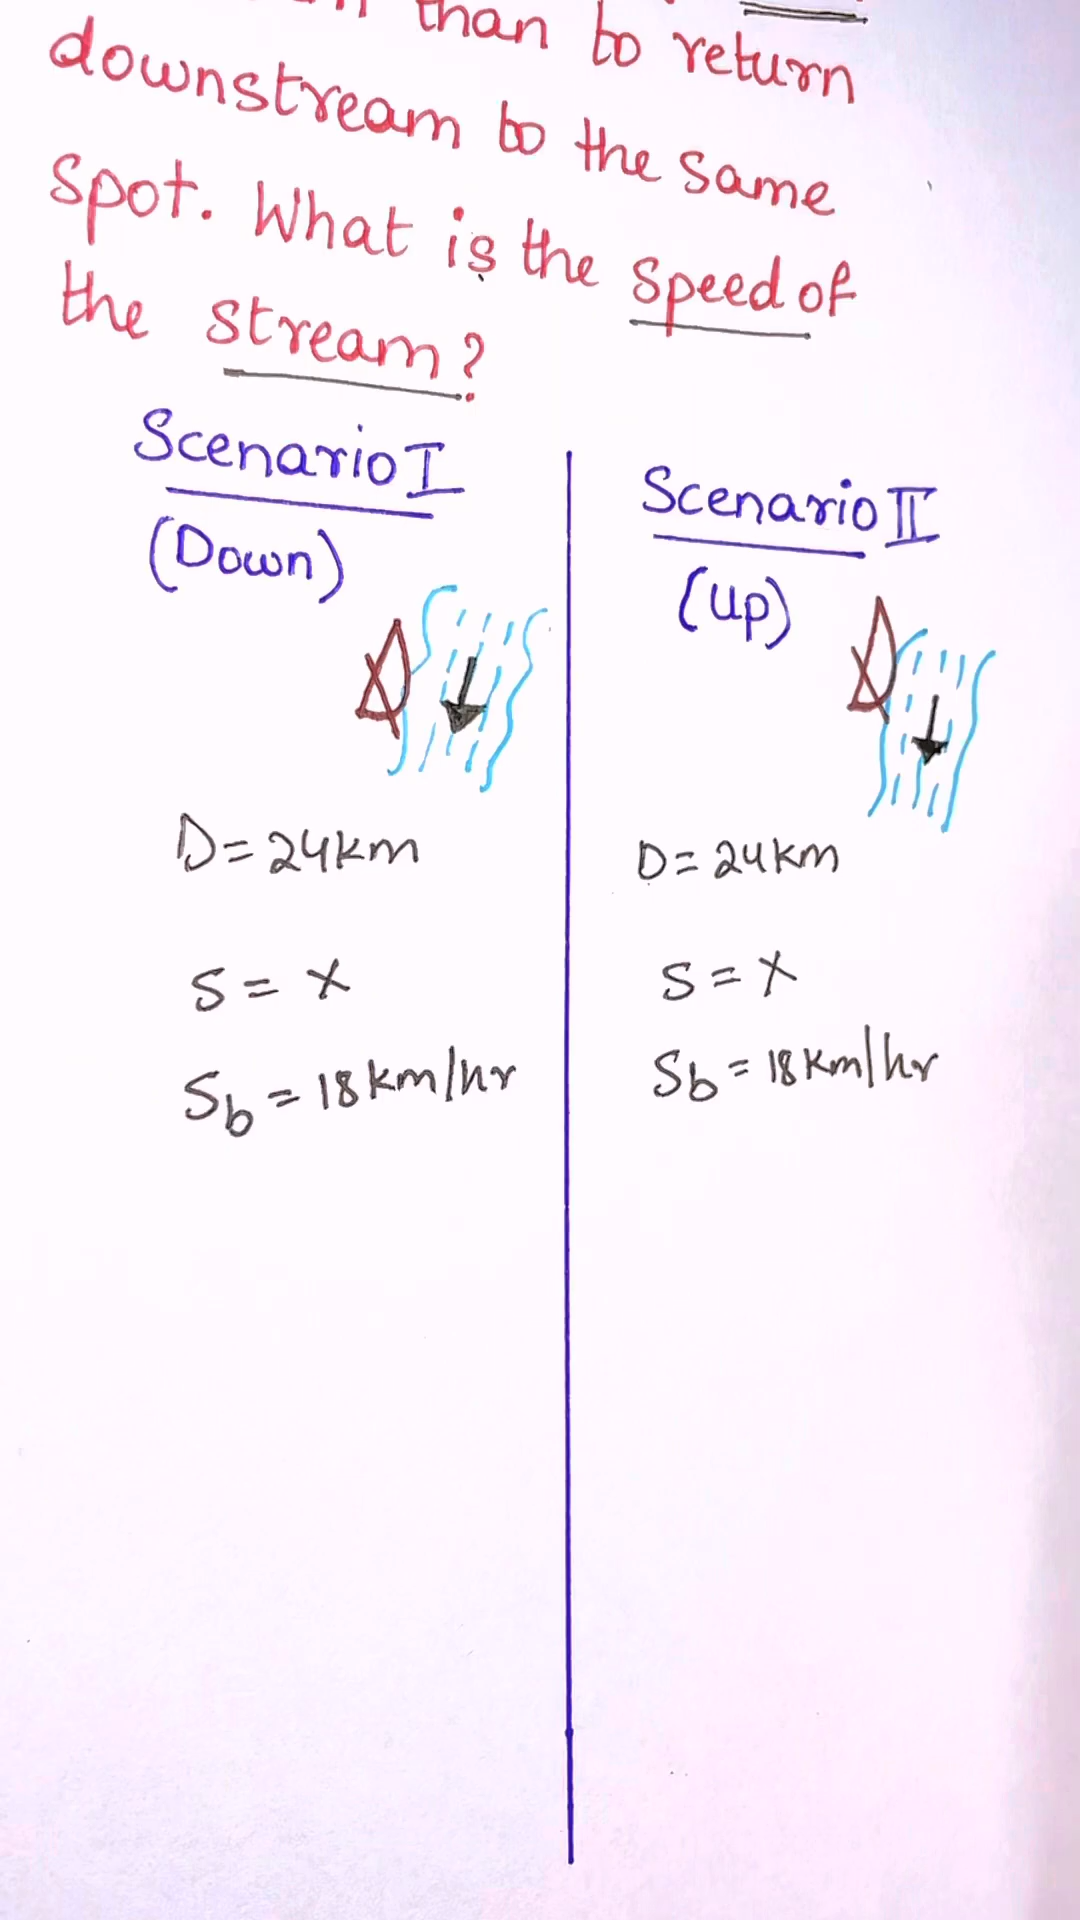 than to return
downstream to the same
spot. What is the speed of
the stream?
Scenario I
(Down)
D = 24km
S = x
Sb = 18km/hr
Scenario II
(up)
D = 24km
S = x
Sb = 18km/hr